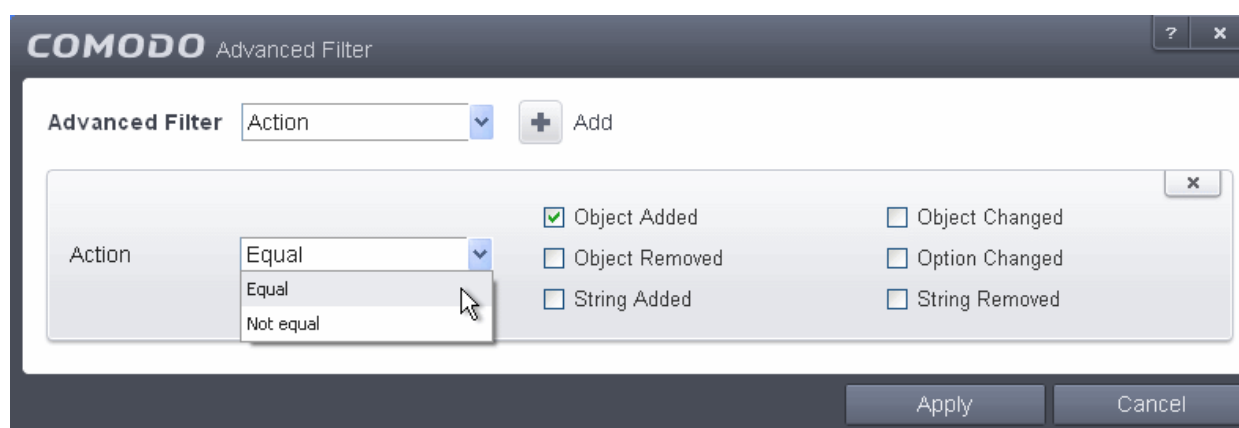 COMODO Advanced Filter
? x
Advanced Filter Action + Add
x
Object Added Object Changed
Action Equal Object Removed Option Changed
Equal
String Added String Removed
Not equal
Apply Cancel